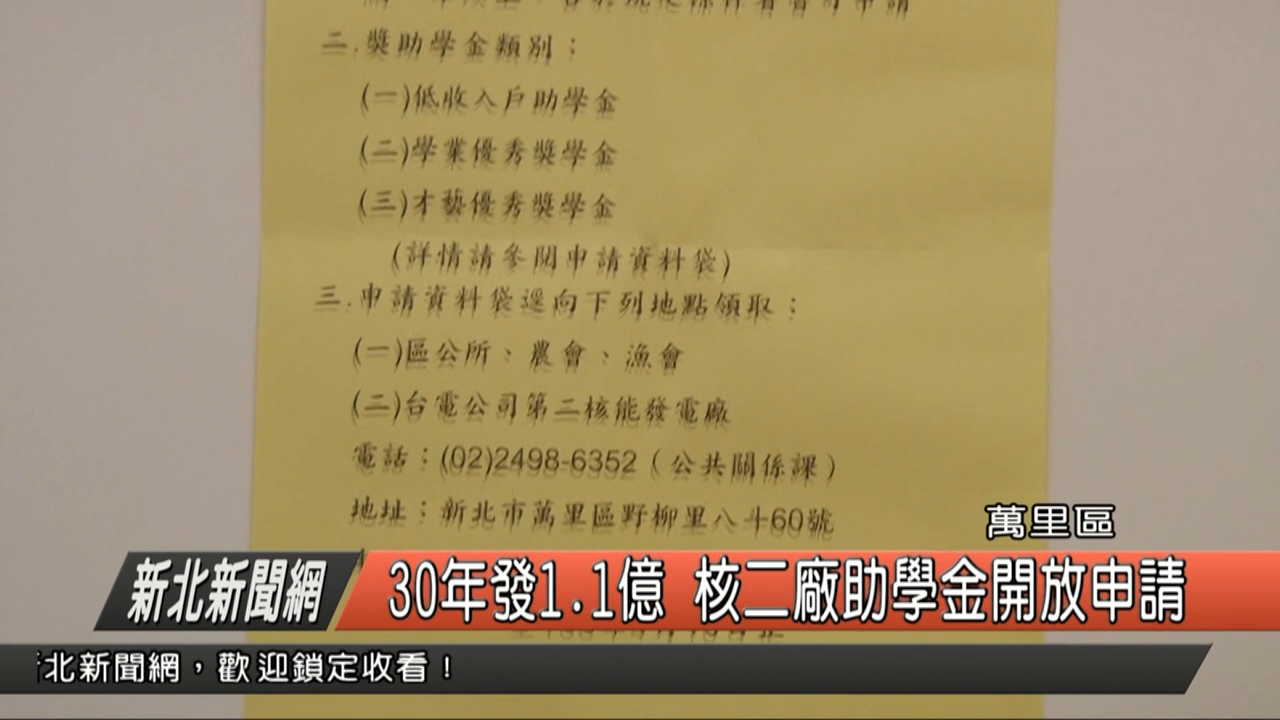 二.獎助學金類別：
(一)低收入戶助學金
(二)學業優秀獎學金
(三)才藝優秀獎學金
(詳情請參閱申請資料袋)
三.申請資料袋逕向下列地點領取：
(一)區公所、農會、漁會
(二)台電公司第二核能發電廠
電話：(02)2498-6352（公共關係課）
地址：新北市萬里區野柳里八斗60號
萬里區
新北新聞網
30年發1.1億 核二廠助學金開放申請
北新聞網，歡迎鎖定收看！